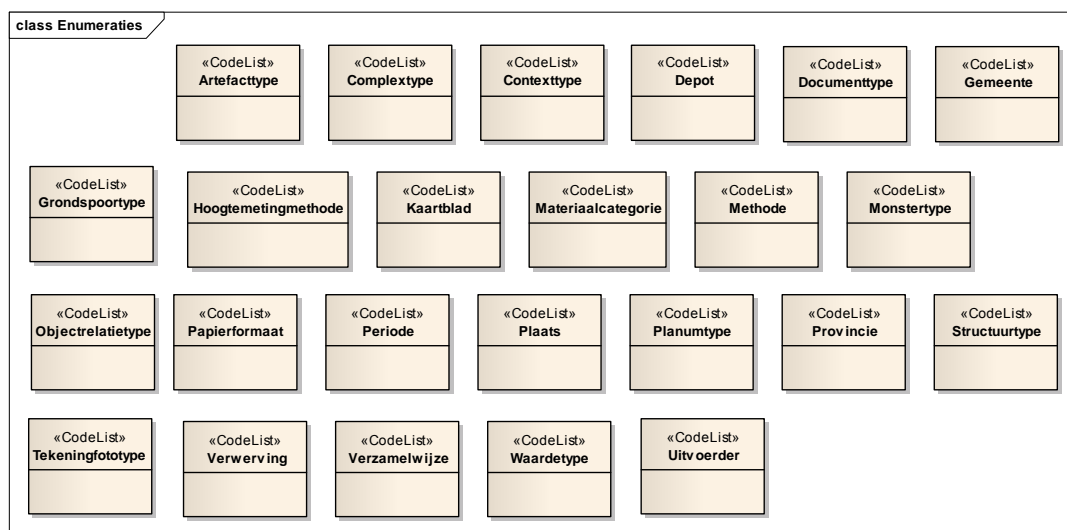 class Enumeraties
«CodeList»
Artefacttype
«CodeList»
Complextype
«CodeList»
Contexttype
«CodeList»
Depot
«CodeList»
Documenttype
«CodeList»
Gemeente
«CodeList»
Grondspoortype
«CodeList»
Hoogtemetingmethode
«CodeList»
Kaartblad
«CodeList»
Materiaalcategorie
«CodeList»
Methode
«CodeList»
Monstertype
«CodeList»
Objectrelatietype
«CodeList»
Papierformaat
«CodeList»
Periode
«CodeList»
Plaats
«CodeList»
Planumtype
«CodeList»
Provincie
«CodeList»
Structuurtype
«CodeList»
Tekeningfototype
«CodeList»
Verwerving
«CodeList»
Verzamelwijze
«CodeList»
Waardetype
«CodeList»
Uitvoerder